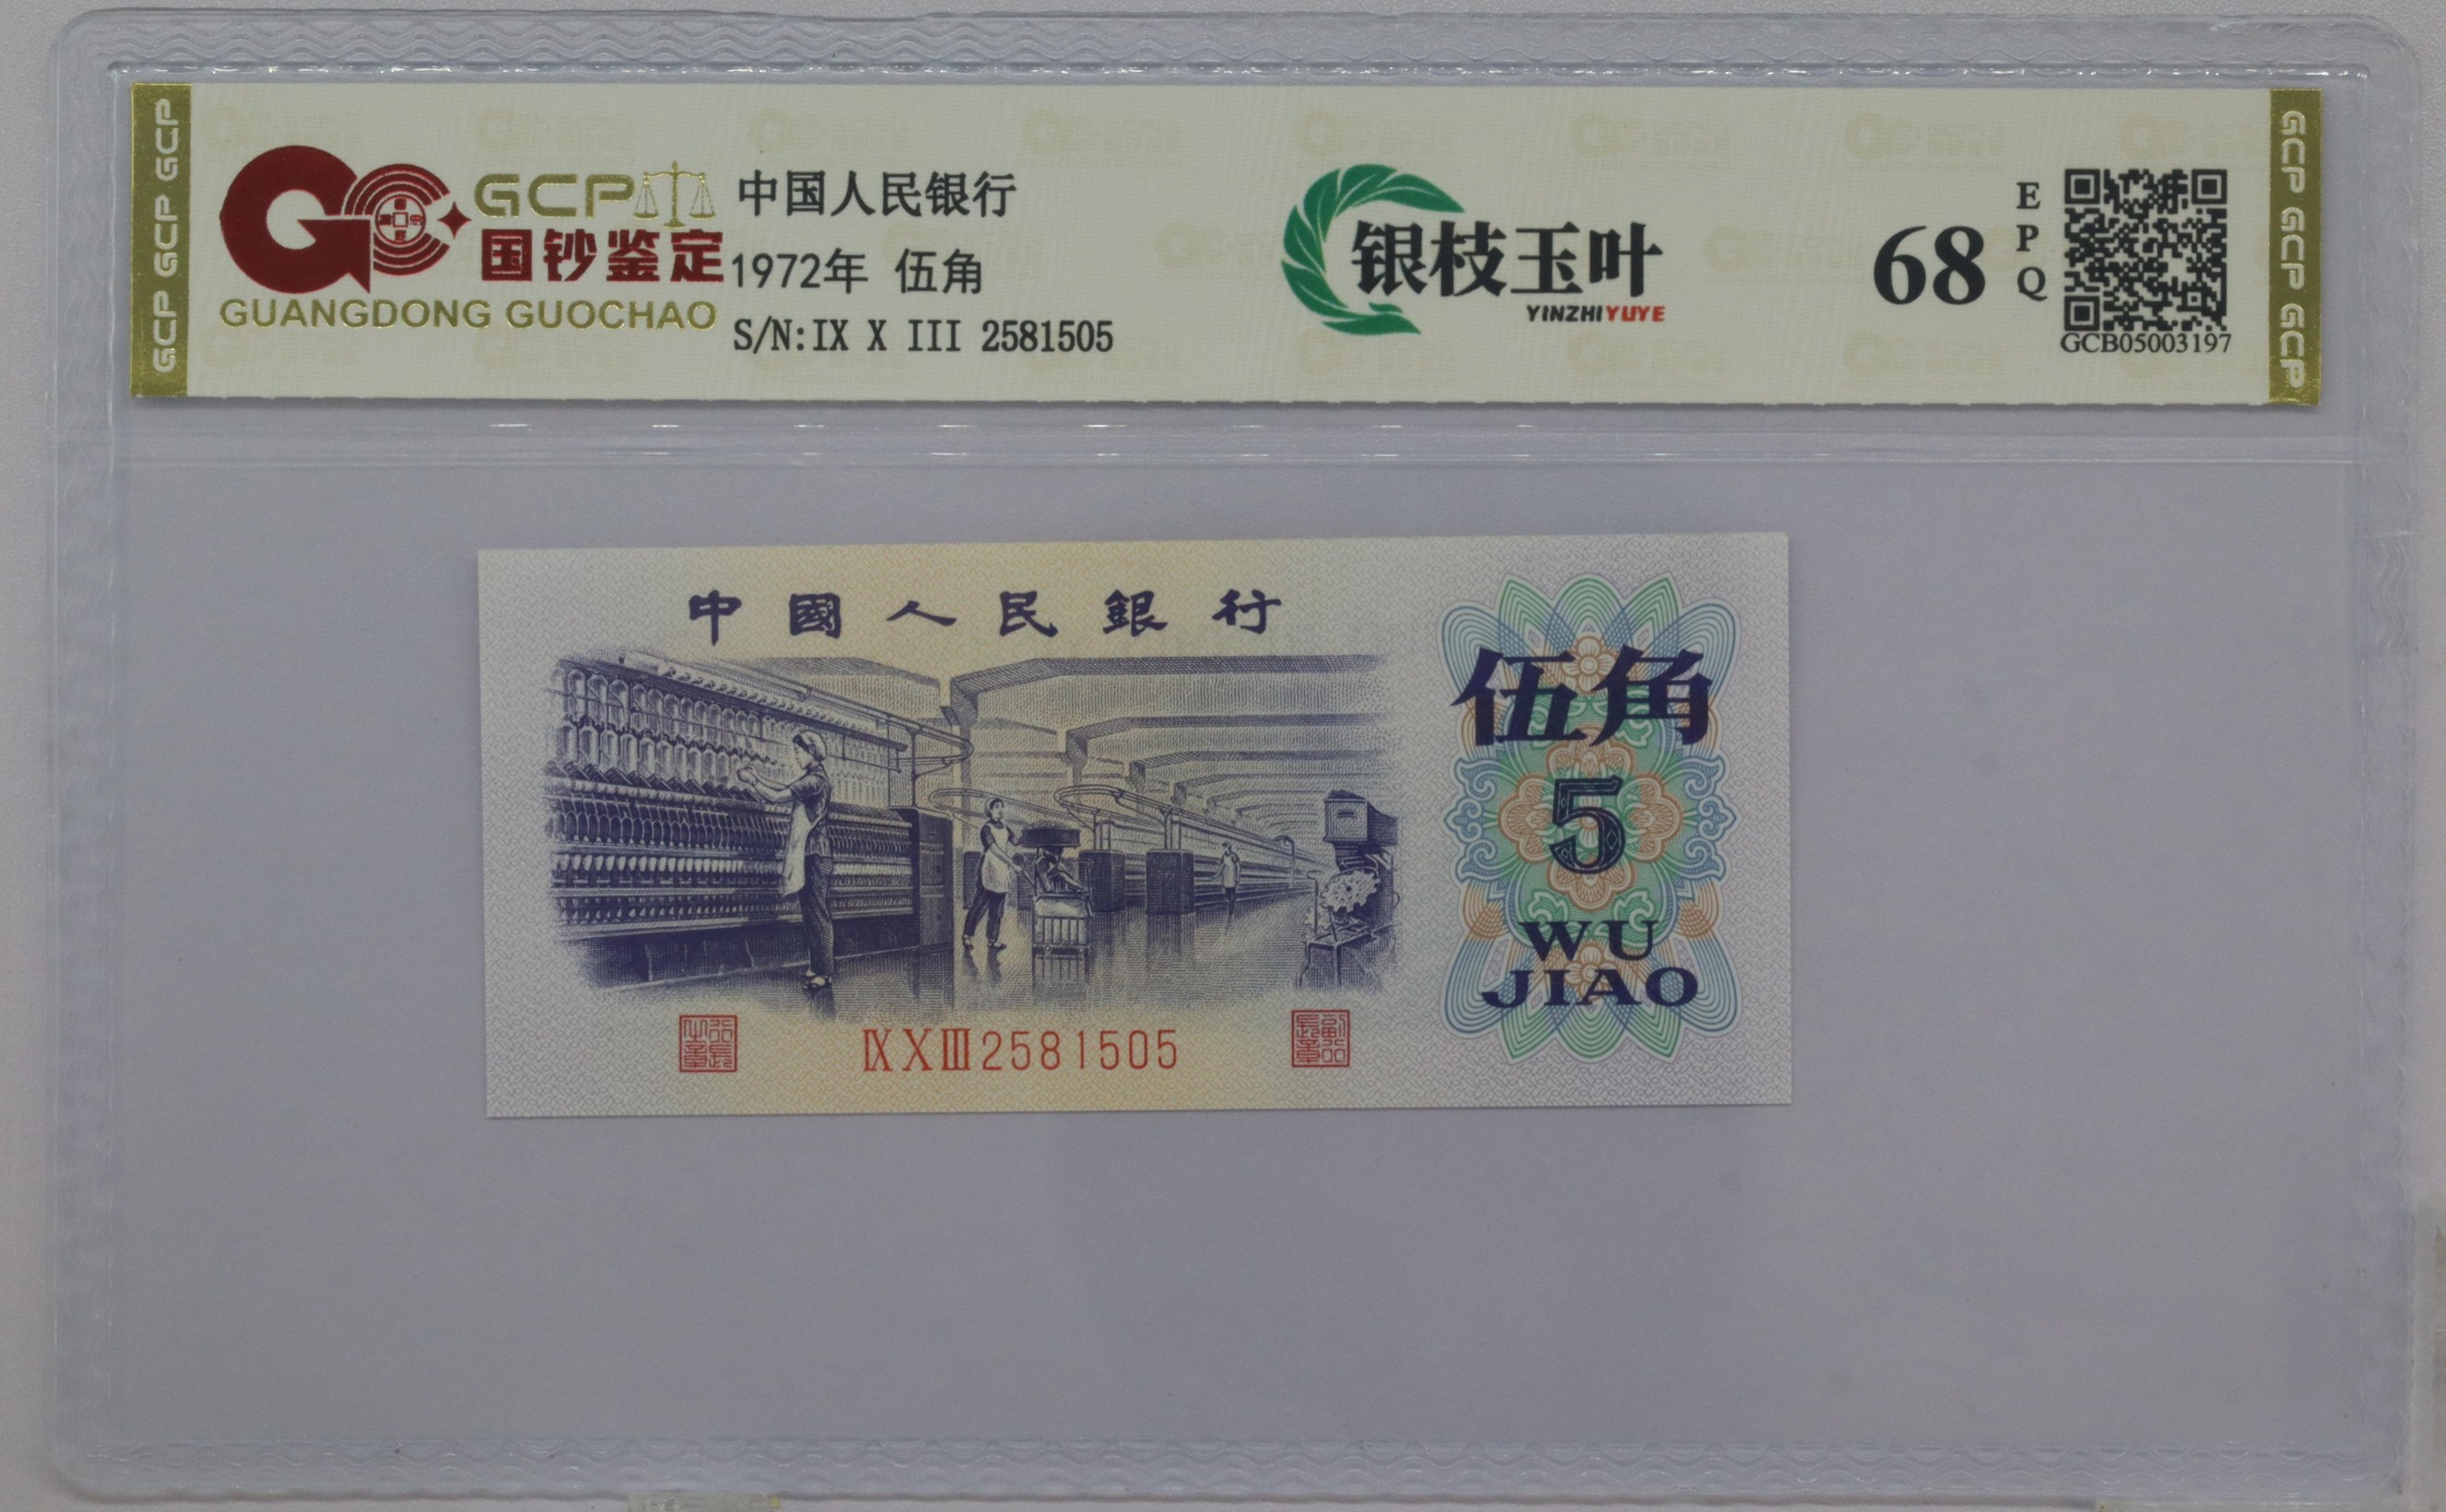 GCP GCP GCP
GCP
国钞鉴定
GUANGDONG GUOCHAO
中国人民银行
1972年 伍角
S/N:IX X III 2581505
银枝玉叶
YINZHIYUYE
68
EPQ
GCB05003197
GCP GCP GCP
中國人民銀行
伍角
5
WU
JIAO
ⅨⅩⅢ2581505